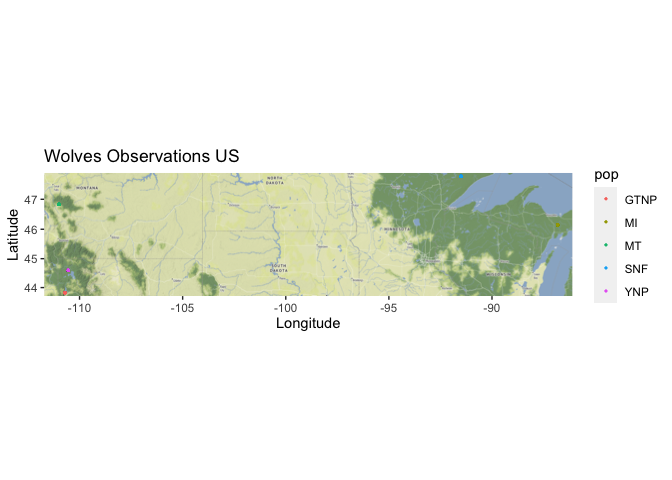 Wolves Observations US
pop
GTNP
MI
MT
SNF
YNP
Latitude
47
46
45
44
MONTANA
NORTH
DAKOTA
SOUTH
DAKOTA
MINNESOTA
-110
-105
-100
-95
-90
Longitude